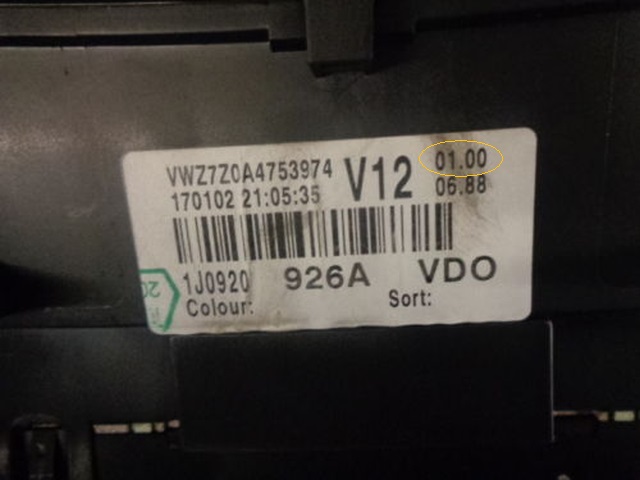 VWZ7Z0A4753974 V12 01.00
170102 21:05:35 06.88
1J0920 926A VDO
Colour: Sort: